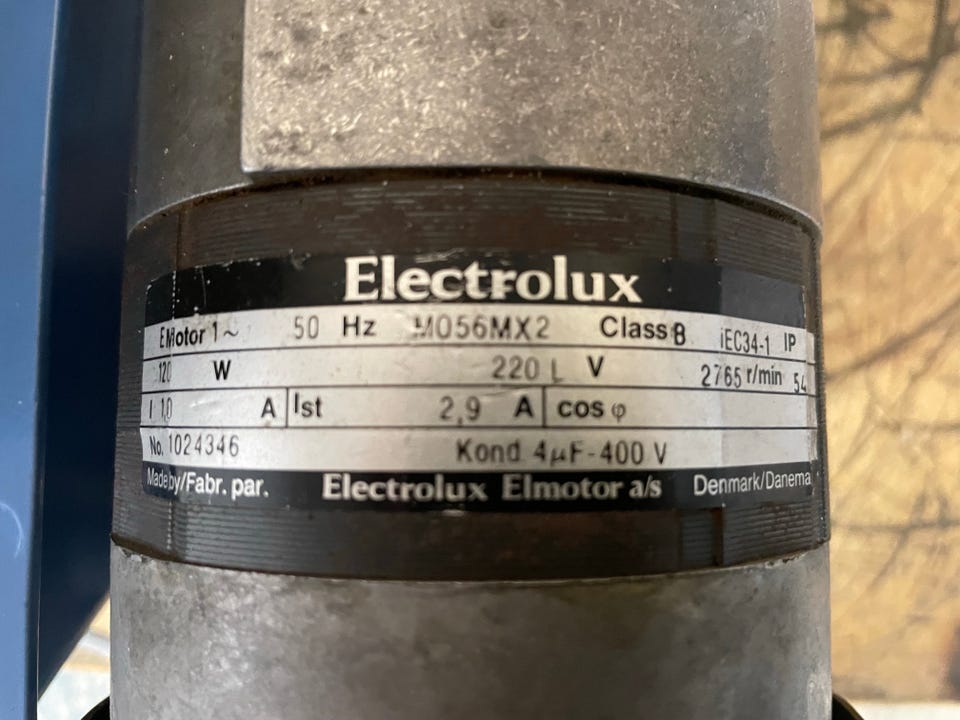 Electrolux
E Motor 1~ 50 Hz M056MX2 Class B IEC34-1 IP
120 W 220 L V 2765 r/min 54
I 1,0 A Ist 2,9 A cos φ
No. 1024346 Kond 4µF-400 V
Made by/Fabr. par. Electrolux Elmotor a/s Denmark/Danema